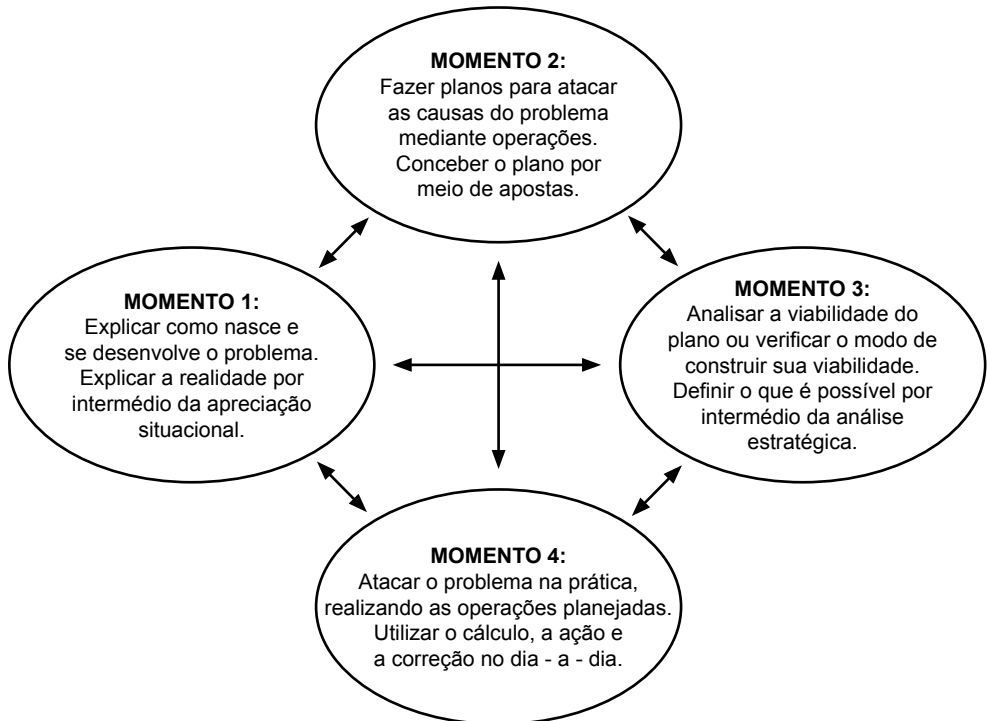 MOMENTO 2:
Fazer planos para atacar
as causas do problema
mediante operações.
Conceber o plano por
meio de apostas.
MOMENTO 1:
Explicar como nasce e
se desenvolve o problema.
Explicar a realidade por
intermédio da apreciação
situacional.
MOMENTO 3:
Analisar a viabilidade do
plano ou verificar o modo de
construir sua viabilidade.
Definir o que é possível por
intermédio da análise
estratégica.
MOMENTO 4:
Atacar o problema na prática,
realizando as operações planejadas.
Utilizar o cálculo, a ação e
a correção no dia - a - dia.